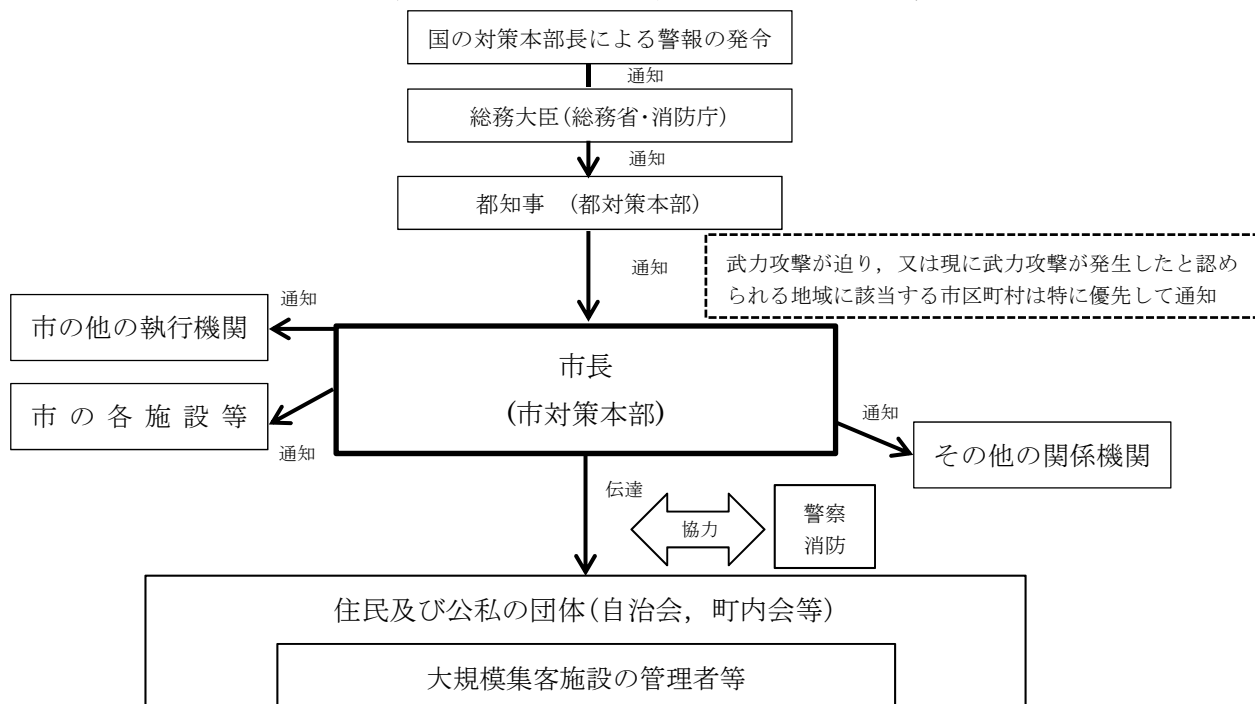 国の対策本部長による警報の発令
通知
総務大臣(総務省・消防庁)
通知
都知事 (都対策本部)
通知
武力攻撃が迫り,又は現に武力攻撃が発生したと認め
られる地域に該当する市区町村は特に優先して通知
通知
市の他の執行機関
市長
(市対策本部)
市の各施設等
通知
通知
その他の関係機関
伝達
協力
警察
消防
住民及び公私の団体(自治会,町内会等)
大規模集客施設の管理者等